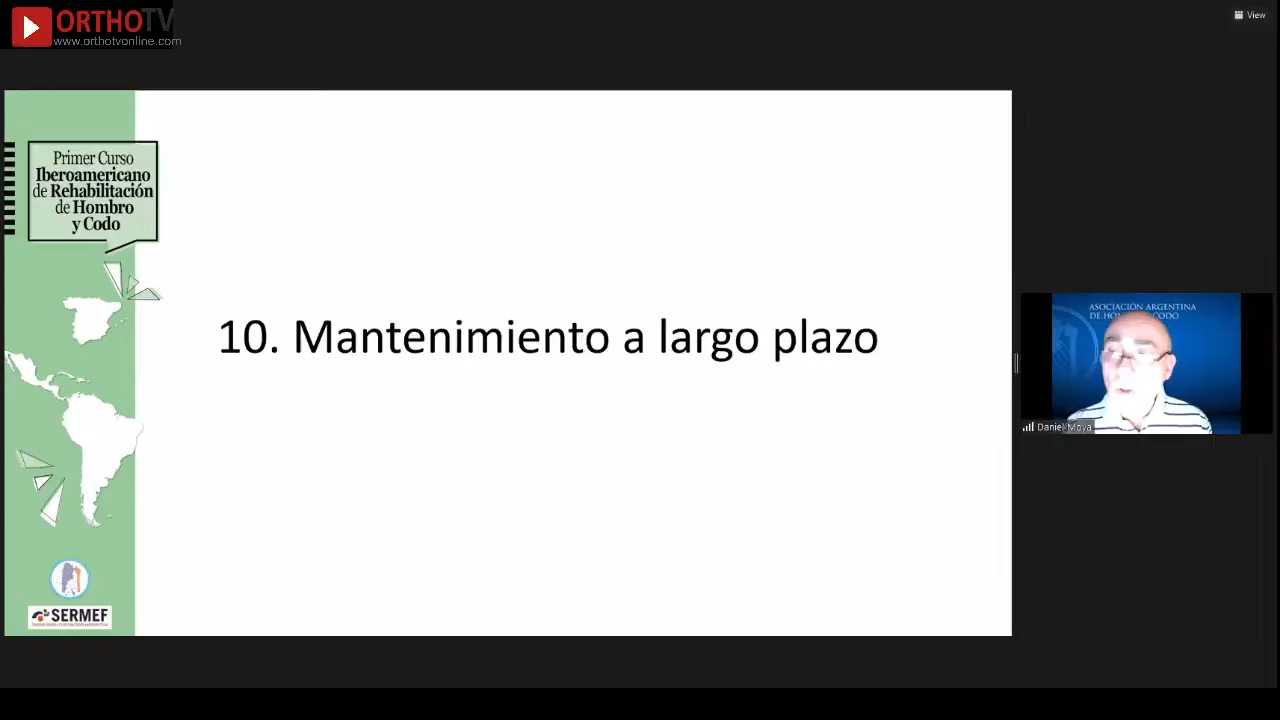 ORTHOTV
www.orthotvonline.com
View
Primer Curso
Iberoamericano
de Rehabilitación
de Hombro
y Codo
10. Mantenimiento a largo plazo
ASOCIACIÓN ARGENTINA
Daniel Moya
SERMEF